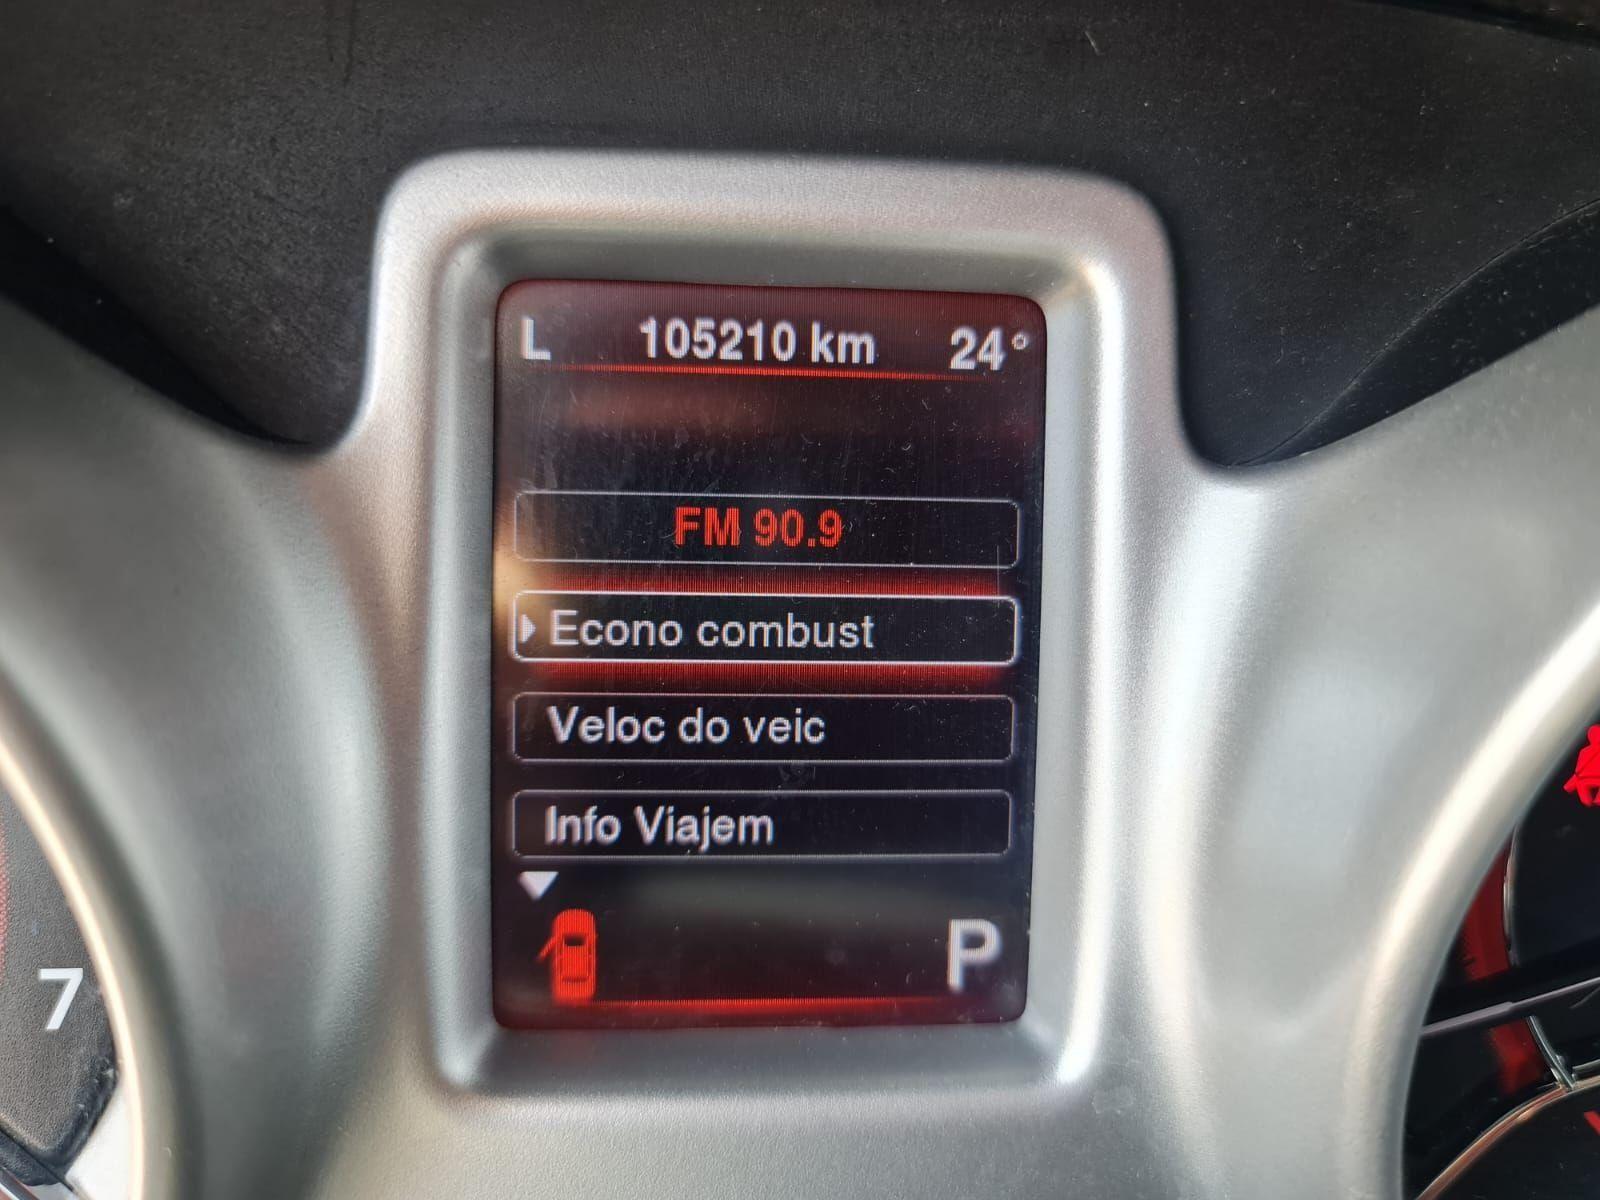 L 105210 km 24°
FM 90.9
Econo combust
Veloc do veic
Info Viajem
P
7